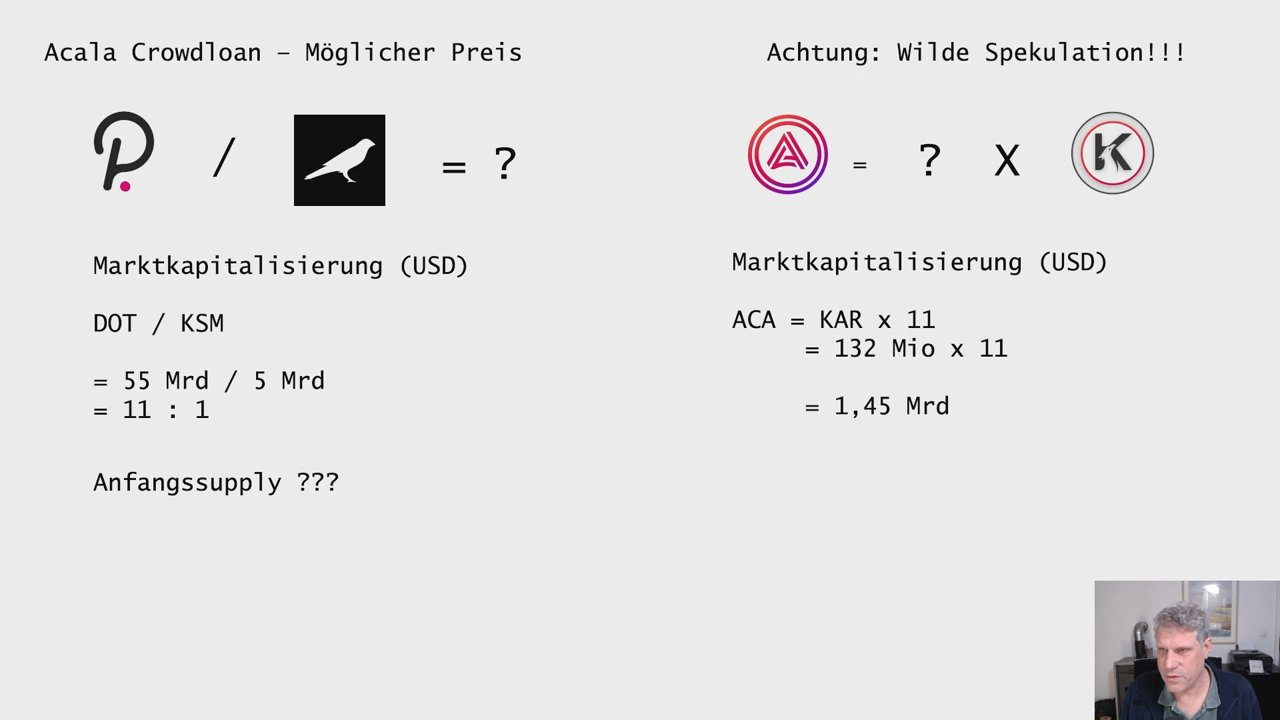 Acala Crowdloan – Möglicher Preis
Achtung: Wilde Spekulation!!!
/ = ?
= ? X
Marktkapitalisierung (USD)
DOT / KSM
= 55 Mrd / 5 Mrd
= 11 : 1
Anfangssupply ???
Marktkapitalisierung (USD)
ACA = KAR x 11
= 132 Mio x 11
= 1,45 Mrd